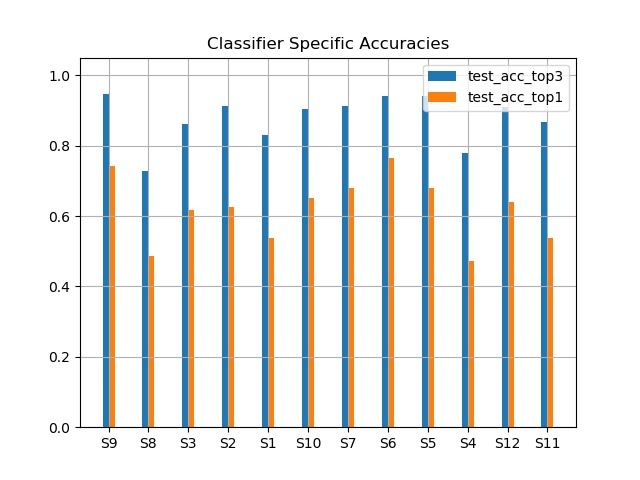 Classifier Specific Accuracies
test_acc_top3
test_acc_top1
1.0
0.8
0.6
0.4
0.2
0.0
S9 S8 S3 S2 S1 S10 S7 S6 S5 S4 S12 S11